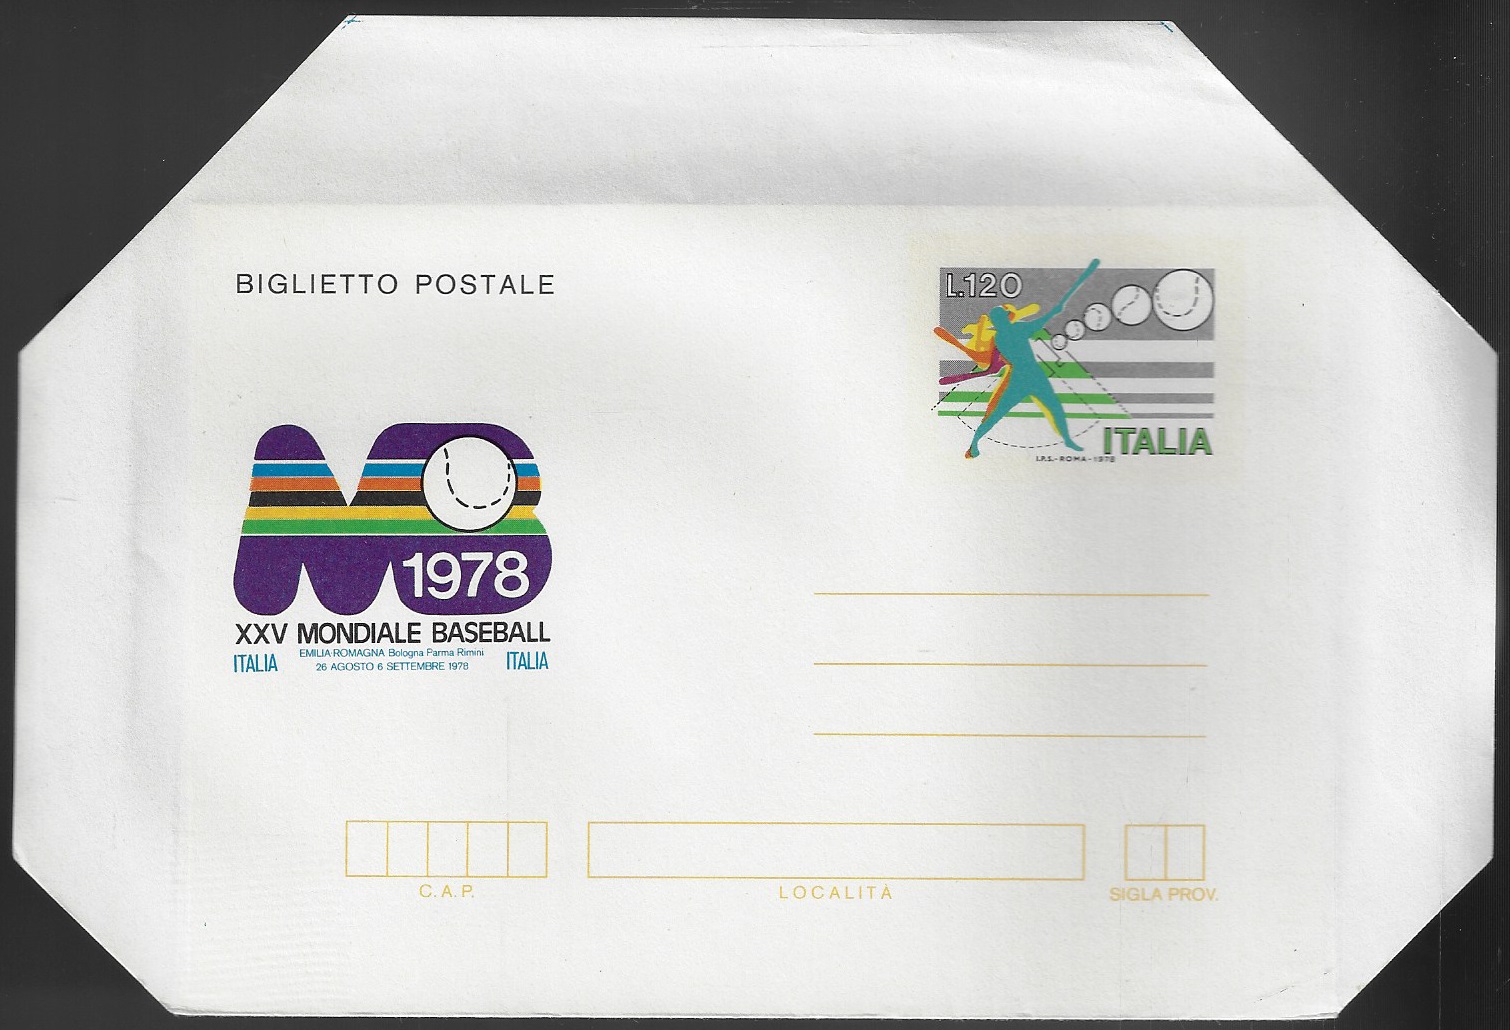 BIGLIETTO POSTALE
L.120
ITALIA
I.P.S.-ROMA-1978
1978
XXV MONDIALE BASEBALL
ITALIA
EMILIA-ROMAGNA Bologna Parma Rimini
26 AGOSTO 6 SETTEMBRE 1978
ITALIA
C.A.P.
LOCALITÀ
SIGLA PROV.